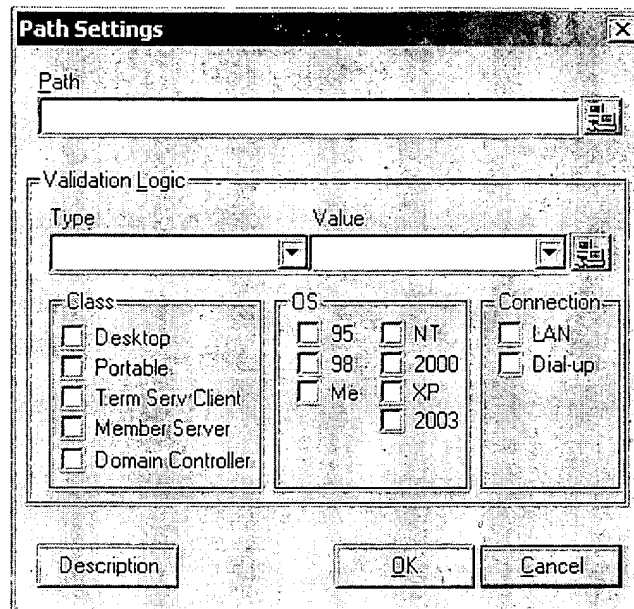 Path Settings
Path
Validation Logic
Type Value
Class OS Connection
Desktop 95 NT LAN
Portable 98 2000 Dial-up
Term Serv Client Me XP
Member Server 2003
Domain Controller
Description OK Cancel